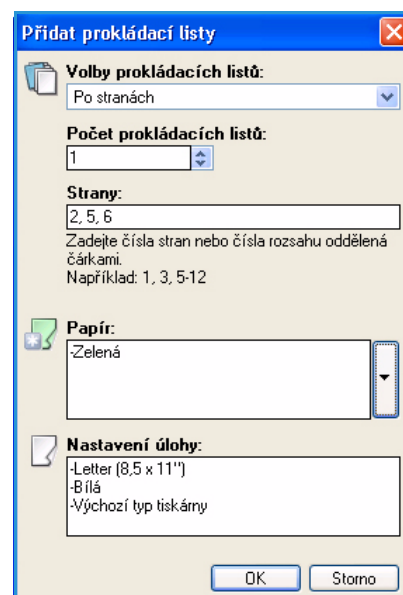 Přidat prokládací listy
Volby prokládacích listů:
Po stranách
Počet prokládacích listů:
1
Strany:
2, 5, 6
Zadejte čísla stran nebo čísla rozsahu oddělená
čárkami.
Například: 1, 3, 5-12
Papír:
-Zelená
Nastavení úlohy:
-Letter (8,5 x 11")
-Bílá
-Výchozí typ tiskárny
OK
Storno